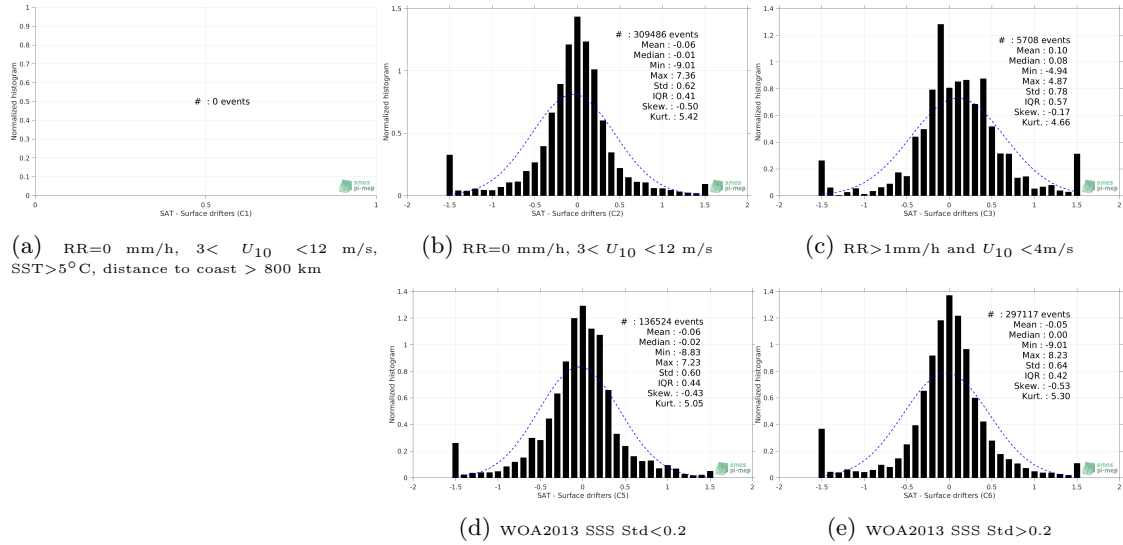 1
0.9
0.8
0.7
0.6
0.5
0.4
0.3
0.2
0.1
0
Normalized histogram
# : 0 events
smos
pi-mep
0 0.5 1
SAT - Surface drifters (C1)
(a) RR=0 mm/h, 3< U10 <12 m/s,
SST>5°C, distance to coast > 800 km
1.5
1
0.5
0
Normalized histogram
# : 309486 events
Mean : -0.06
Median : -0.01
Min : -9.01
Max : 7.36
Std : 0.62
IQR : 0.41
Skew. : -0.50
Kurt. : 5.42
smos
pi-mep
-2 -1.5 -1 -0.5 0 0.5 1 1.5 2
SAT - Surface drifters (C2)
(b) RR=0 mm/h, 3< U10 <12 m/s
1.4
1.2
1
0.8
0.6
0.4
0.2
0
Normalized histogram
# : 5708 events
Mean : 0.10
Median : 0.08
Min : -4.94
Max : 4.87
Std : 0.78
IQR : 0.57
Skew. : -0.17
Kurt. : 4.66
smos
pi-mep
-2 -1.5 -1 -0.5 0 0.5 1 1.5 2
SAT - Surface drifters (C3)
(c) RR>1mm/h and U10 <4m/s
1.4
1.2
1
0.8
0.6
0.4
0.2
0
Normalized histogram
# : 136524 events
Mean : -0.06
Median : -0.02
Min : -8.83
Max : 7.23
Std : 0.60
IQR : 0.44
Skew. : -0.43
Kurt. : 5.05
smos
pi-mep
-2 -1.5 -1 -0.5 0 0.5 1 1.5 2
SAT - Surface drifters (C5)
(d) WOA2013 SSS Std<0.2
1.4
1.2
1
0.8
0.6
0.4
0.2
0
Normalized histogram
# : 297117 events
Mean : -0.05
Median : 0.00
Min : -9.01
Max : 8.23
Std : 0.64
IQR : 0.42
Skew. : -0.53
Kurt. : 5.30
smos
pi-mep
-2 -1.5 -1 -0.5 0 0.5 1 1.5 2
SAT - Surface drifters (C6)
(e) WOA2013 SSS Std>0.2